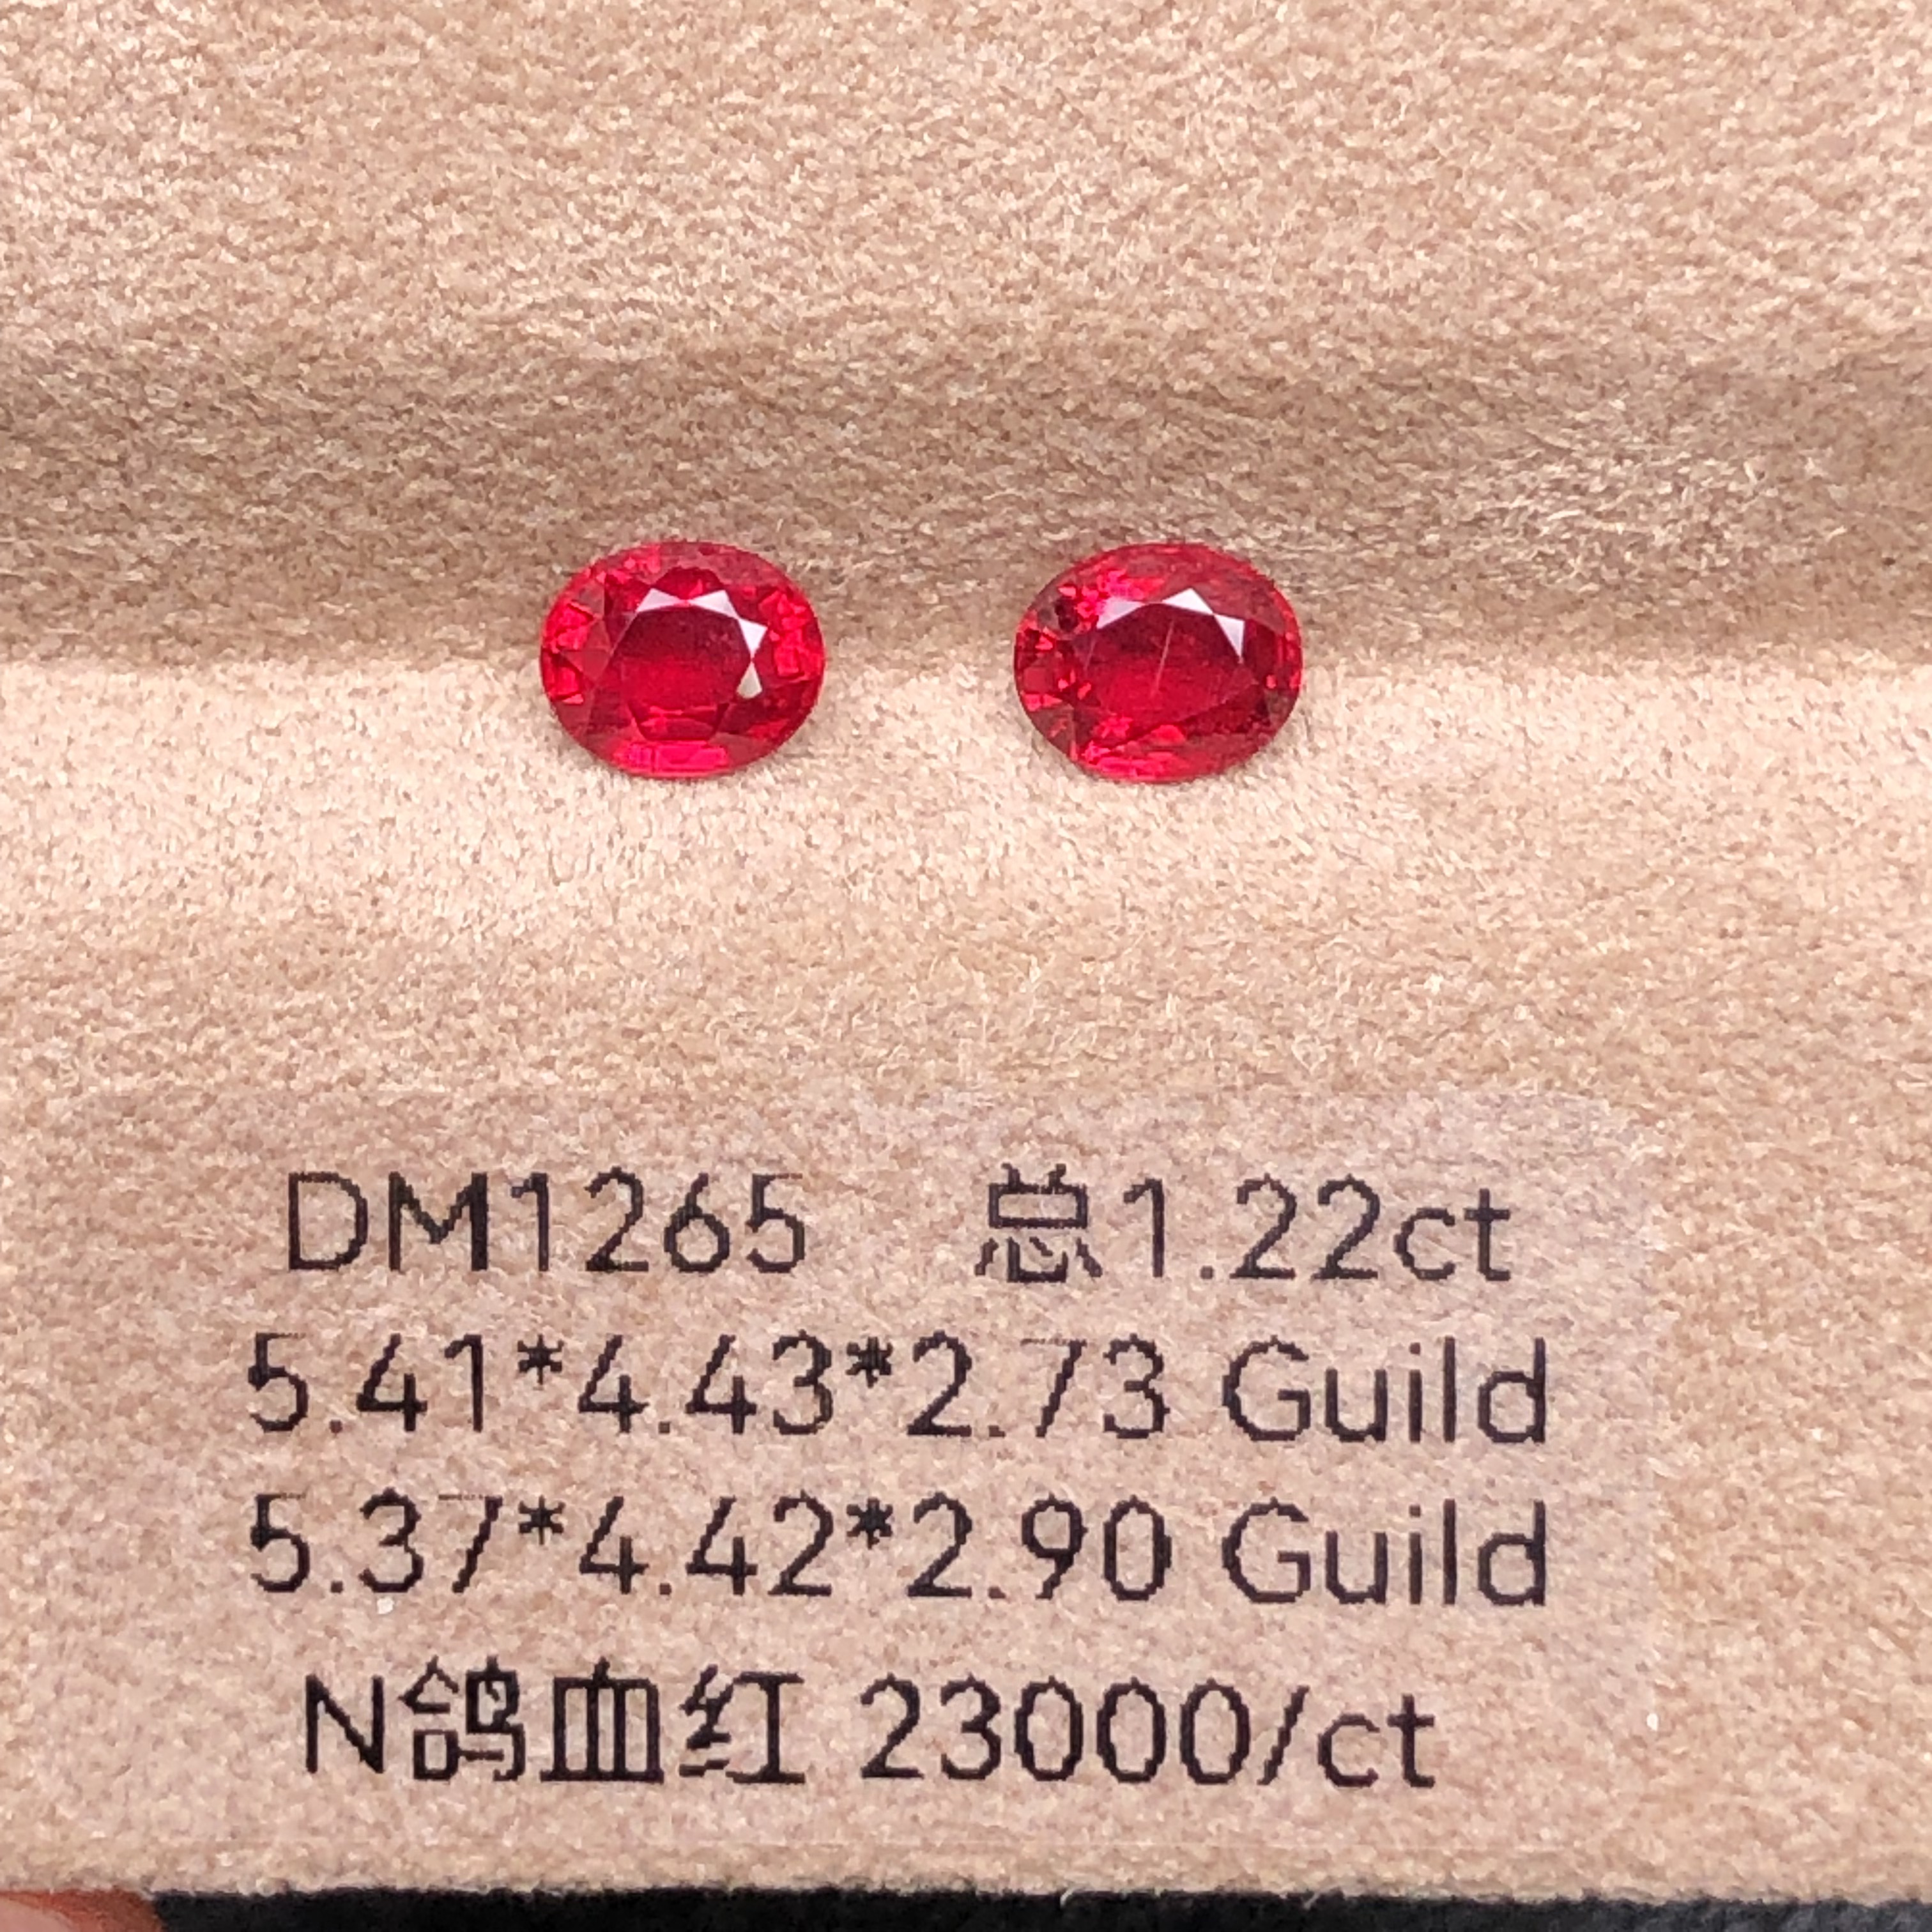 DM1265 总1.22ct
5.41*4.43*2.73 Guild
5.37*4.42*2.90 Guild
N鸽血红 23000/ct